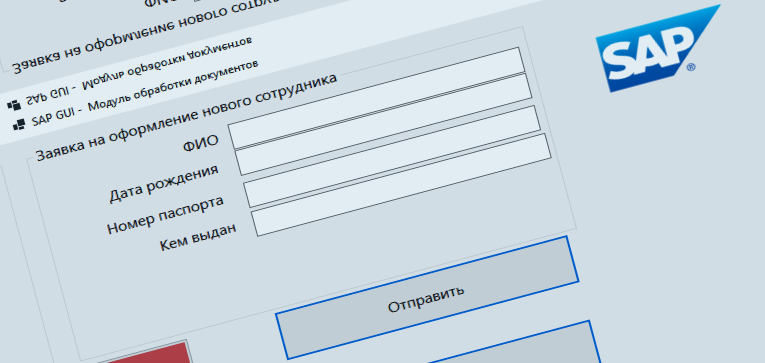 ФИО
Заявка на оформление нового сотруд
SAP GUI - Модуль обработки документов
SAP GUI - Модуль обработки документов
Заявка на оформление нового сотрудника
ФИО
Дата рождения
Номер паспорта
Кем выдан
Отправить
SAP®